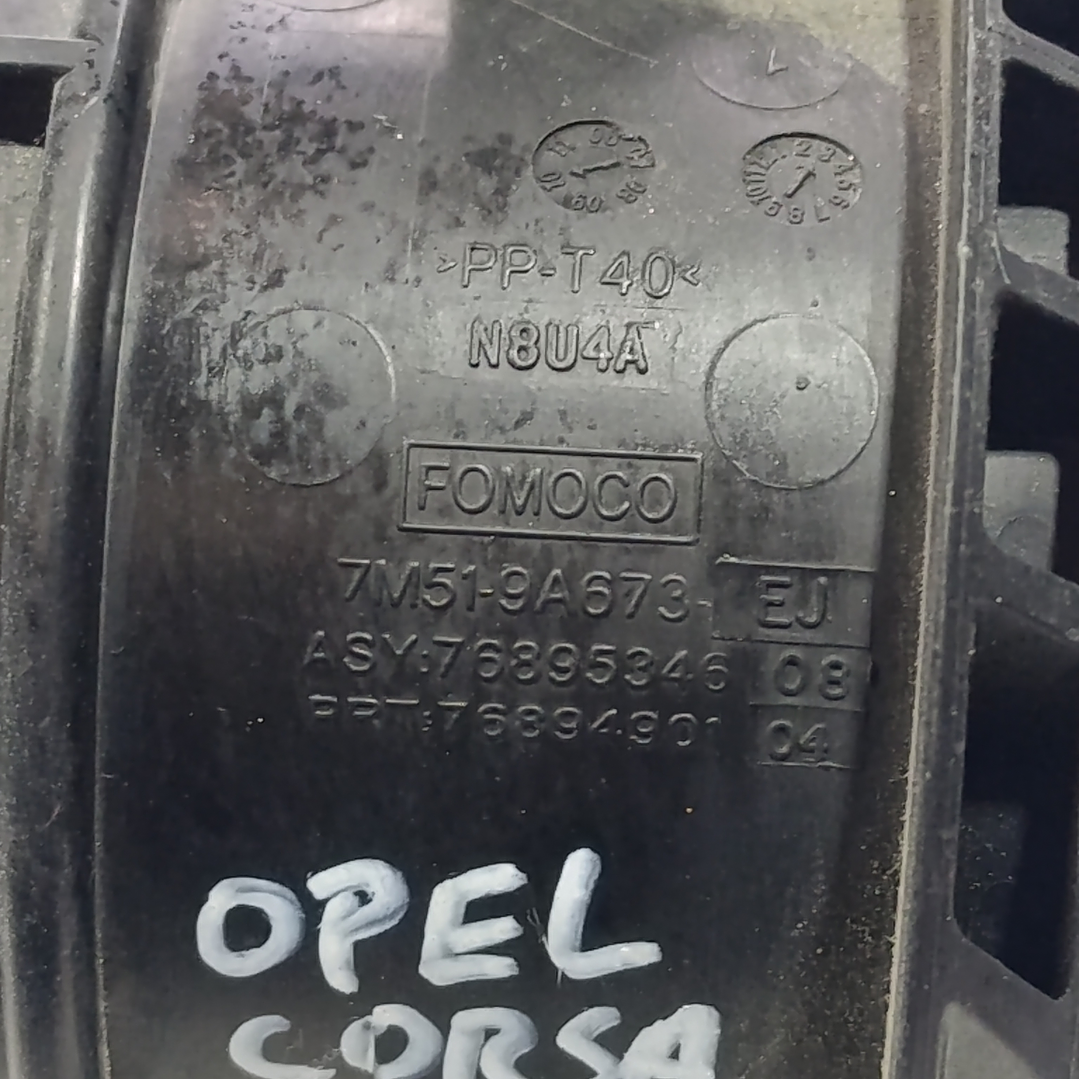 >PP-T40<
N8U4A
FOMOCO
7M51-9A673- EJ
ASY:76895346 08
PRT:76894901 04
OPEL
CORSA